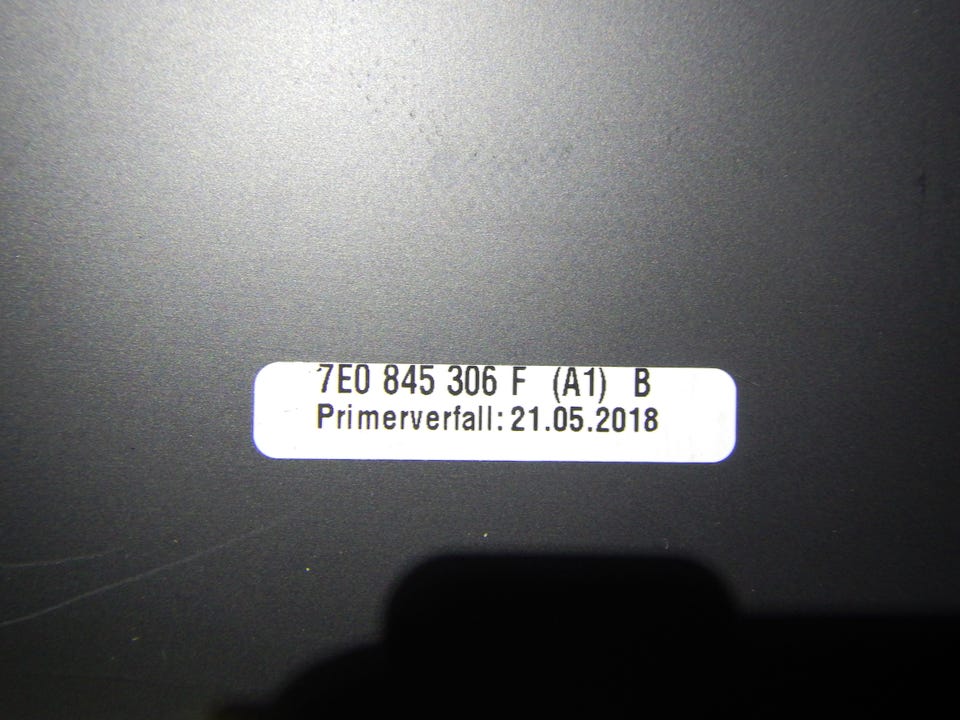 7E0 845 306 F (A1) B
Primerverfall: 21.05.2018